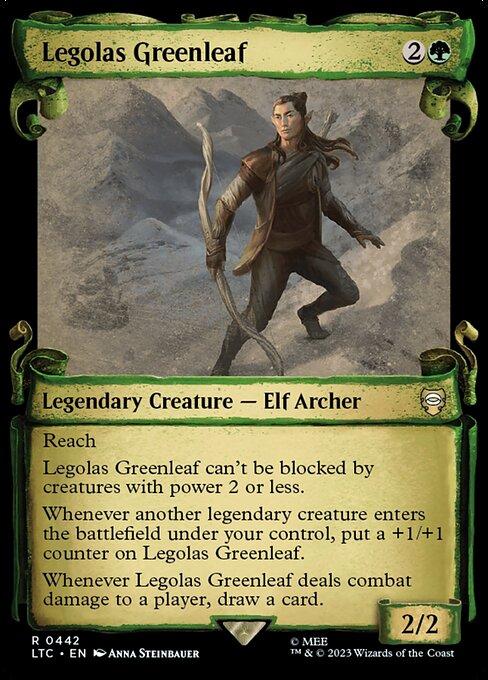 Legolas Greenleaf 2
Legendary Creature — Elf Archer
Reach
Legolas Greenleaf can't be blocked by
creatures with power 2 or less.
Whenever another legendary creature enters
the battlefield under your control, put a +1/+1
counter on Legolas Greenleaf.
Whenever Legolas Greenleaf deals combat
damage to a player, draw a card.
2/2
R 0442
LTC • EN Anna Steinbauer
© MEE
™ & © 2023 Wizards of the Coast